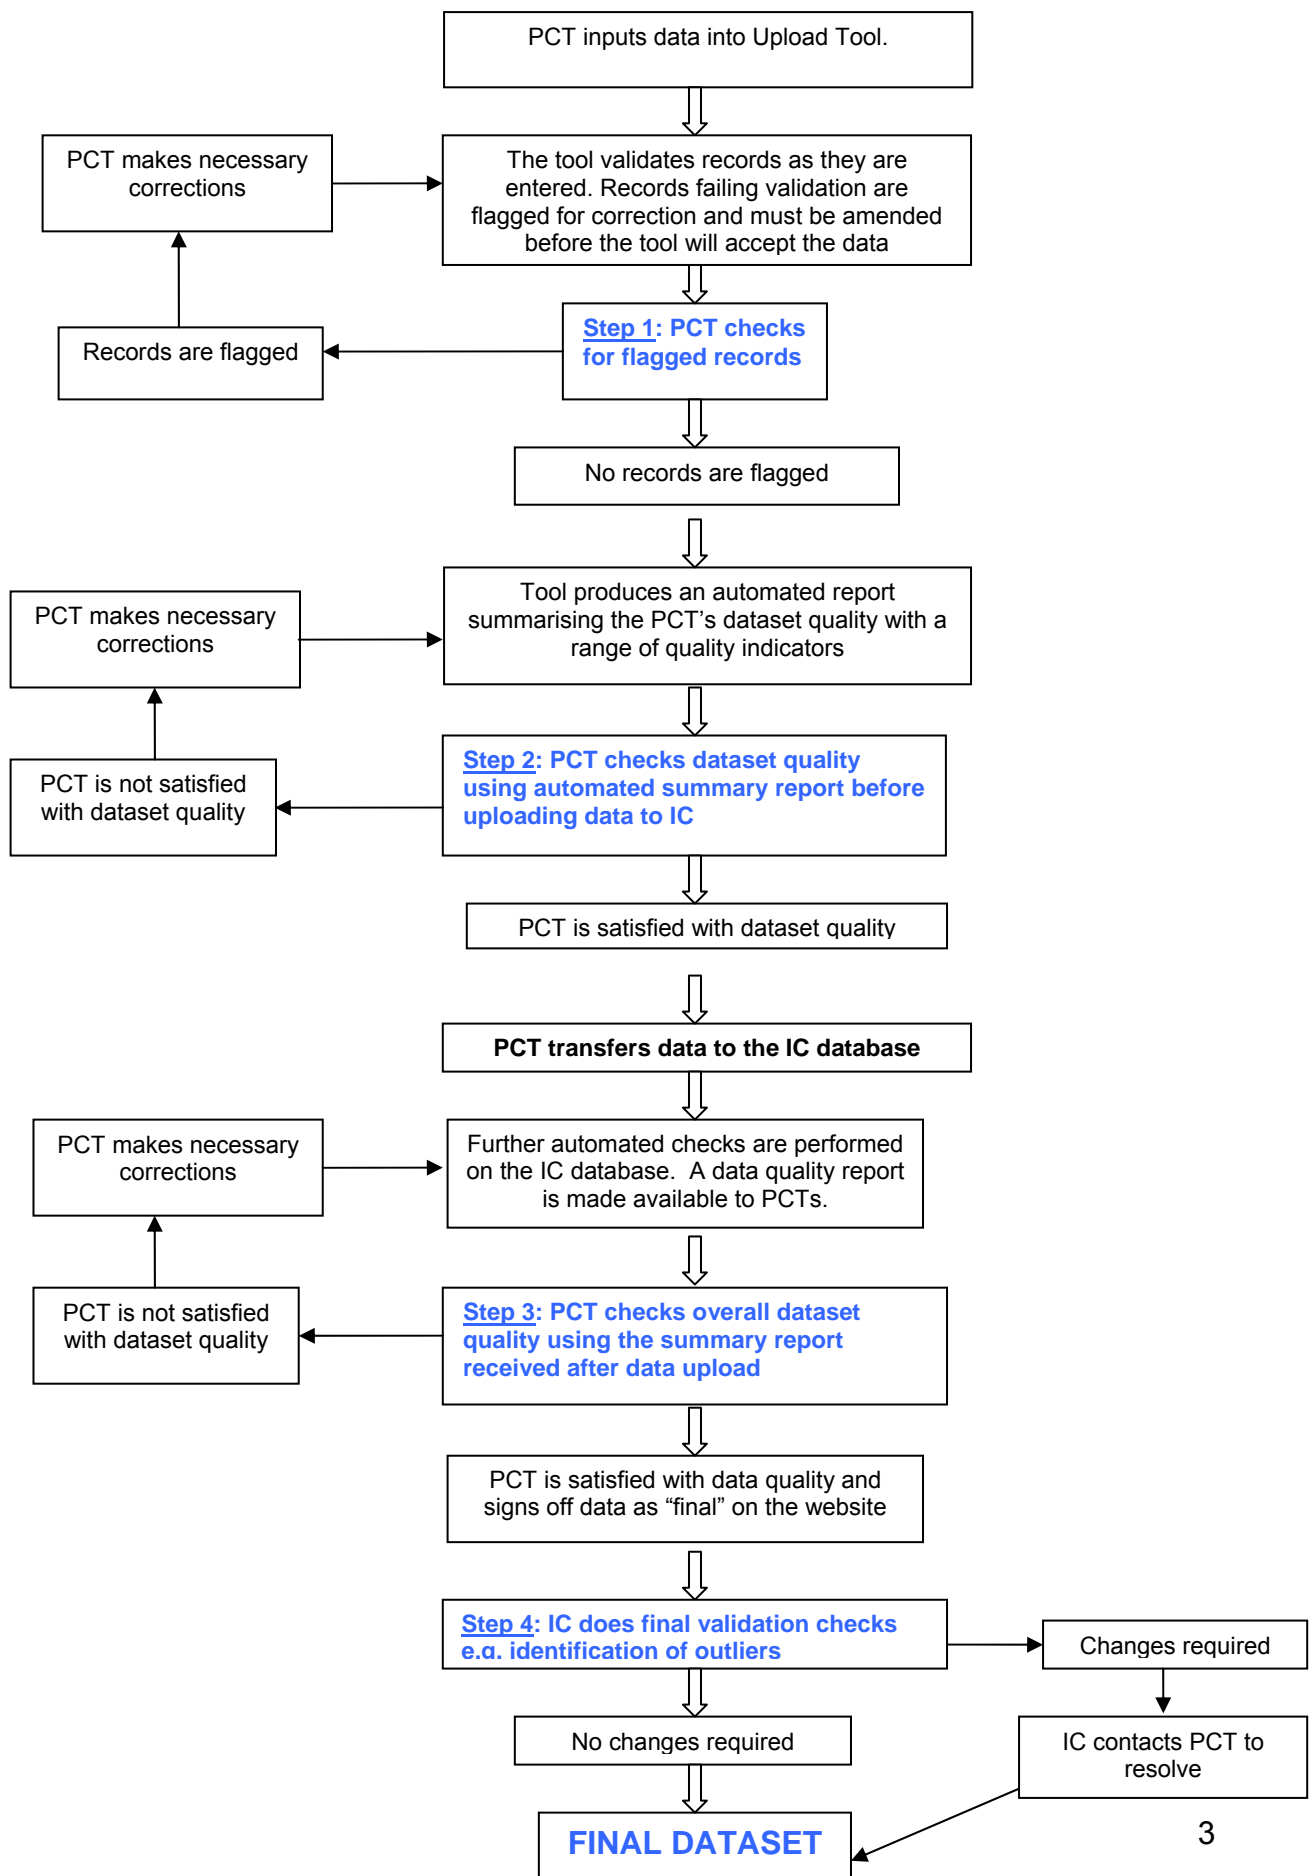 PCT inputs data into Upload Tool.
PCT makes necessary
corrections
The tool validates records as they are
entered. Records failing validation are
flagged for correction and must be amended
before the tool will accept the data
Step 1: PCT checks
for flagged records
Records are flagged
No records are flagged
Tool produces an automated report
summarising the PCT’s dataset quality with a
range of quality indicators
PCT makes necessary
corrections
Step 2: PCT checks dataset quality
using automated summary report before
uploading data to IC
PCT is not satisfied
with dataset quality
PCT is satisfied with dataset quality
PCT transfers data to the IC database
PCT makes necessary
corrections
Further automated checks are performed
on the IC database.  A data quality report
is made available to PCTs.
Step 3: PCT checks overall dataset
quality using the summary report
received after data upload
PCT is not satisfied
with dataset quality
PCT is satisfied with data quality and
signs off data as “final” on the website
Step 4: IC does final validation checks
e.g. identification of outliers
Changes required
No changes required
IC contacts PCT to
resolve
FINAL DATASET
3